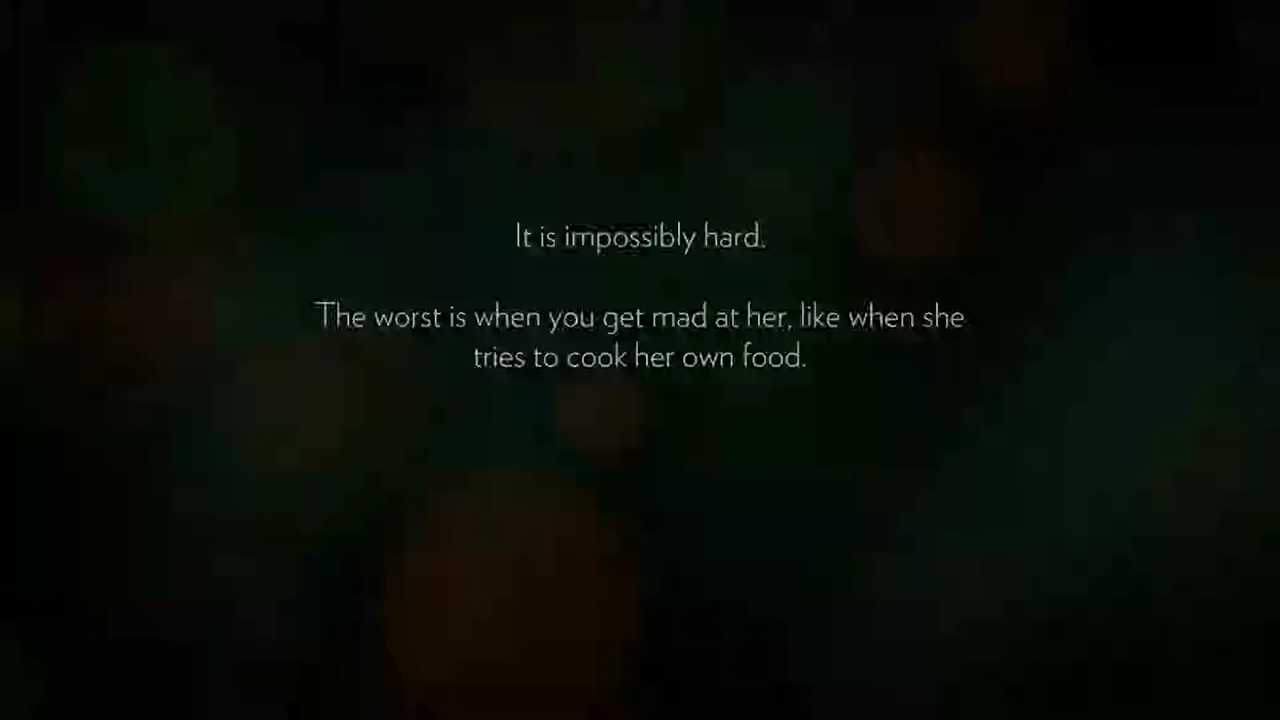 It is impossibly hard.
The worst is when you get mad at her, like when she
tries to cook her own food.